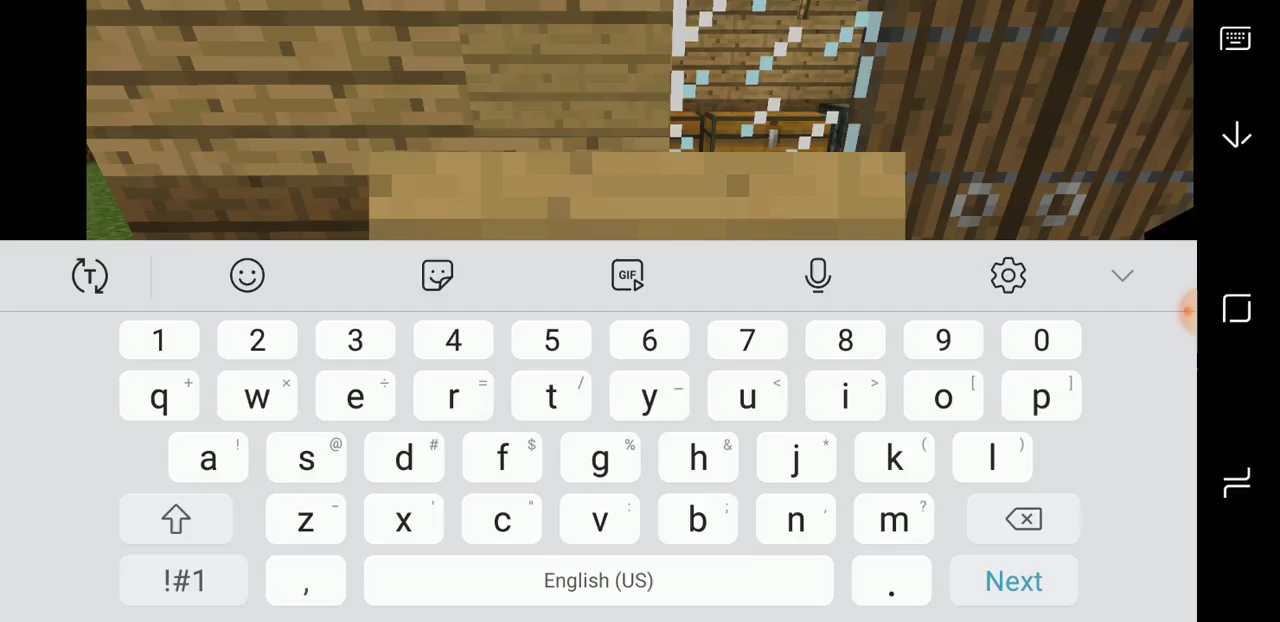 T GIF
1 2 3 4 5 6 7 8 9 0
q + w × e ÷ r = t / y _ u < i > o [ p ]
a ! s @ d # f $ g % h & j * k ( l )
z - x ' c " v : b ; n , m ?
!#1 , English (US) . Next